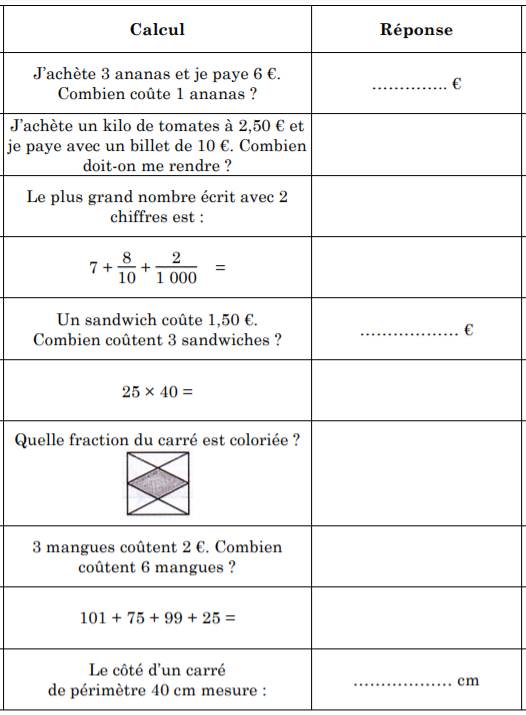 Calcul
Réponse
J’achète 3 ananas et je paye 6 €.
Combien coûte 1 ananas ?
………….. €
J’achète un kilo de tomates à 2,50 € et
je paye avec un billet de 10 €. Combien
doit-on me rendre ?
Le plus grand nombre écrit avec 2
chiffres est :
7 + 8/10 + 2/1 000 =
Un sandwich coûte 1,50 €.
Combien coûtent 3 sandwiches ?
……………… €
25 × 40 =
Quelle fraction du carré est coloriée ?
3 mangues coûtent 2 €. Combien
coûtent 6 mangues ?
101 + 75 + 99 + 25 =
Le côté d’un carré
de périmètre 40 cm mesure :
……………… cm